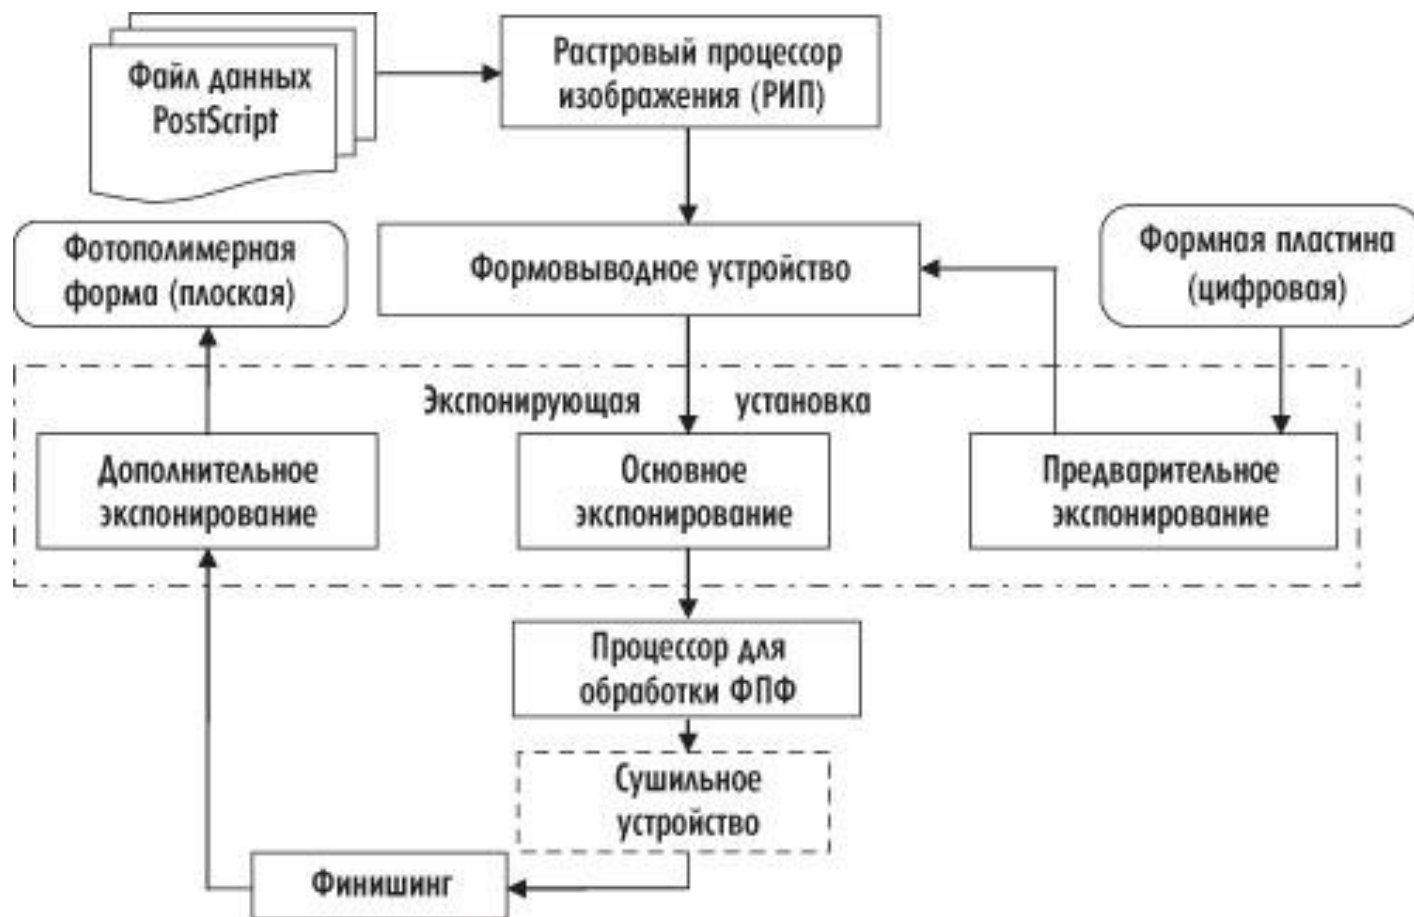 Файл данных
PostScript
Растровый процессор
изображения (РИП)
Фотополимерная
форма (плоская)
Формовыводное устройство
Формная пластина
(цифровая)
Экспонирующая установка
Дополнительное
экспонирование
Основное
экспонирование
Предварительное
экспонирование
Процессор для
обработки ФПФ
Сушильное
устройство
Финишинг